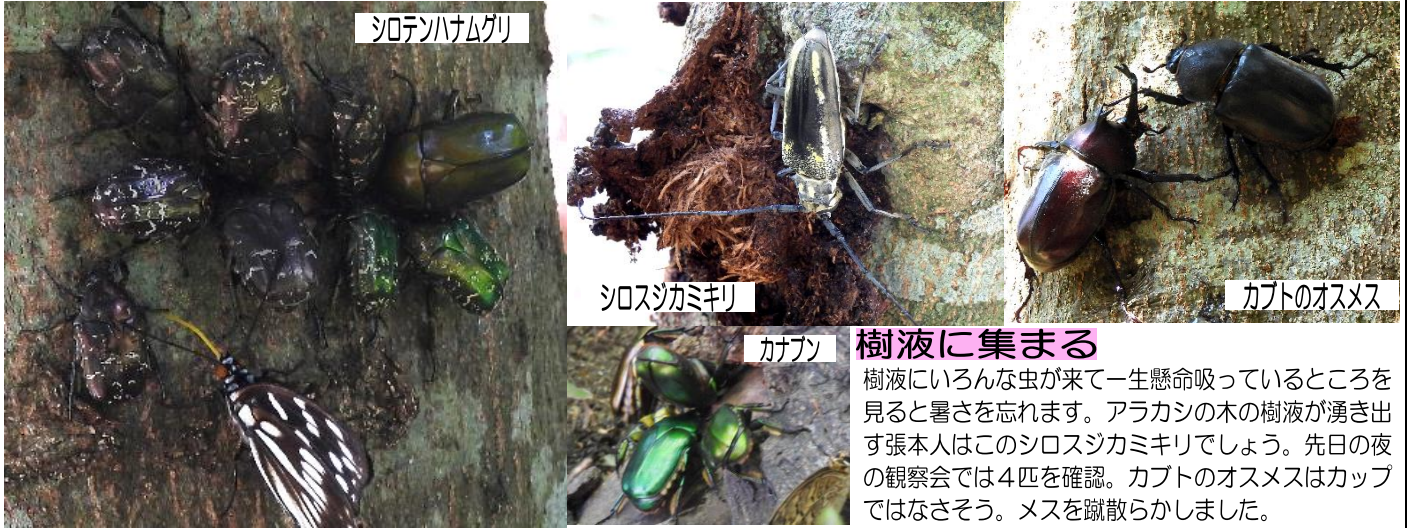 シロテンハナムグリ
シロスジカミキリ
カブトのオスメス
カナブン
樹液に集まる
樹液にいろんな虫が来て一生懸命吸っているところを
見ると暑さを忘れます。アラカシの木の樹液が湧き出
す張本人はこのシロスジカミキリでしょう。先日の夜
の観察会では４匹を確認。カブトのオスメスはカップ
ではなさそう。メスを蹴散らかしました。